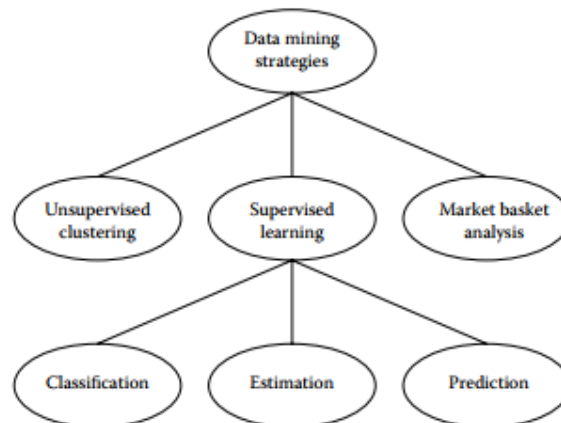 Data mining
strategies
Unsupervised
clustering
Supervised
learning
Market basket
analysis
Classification
Estimation
Prediction